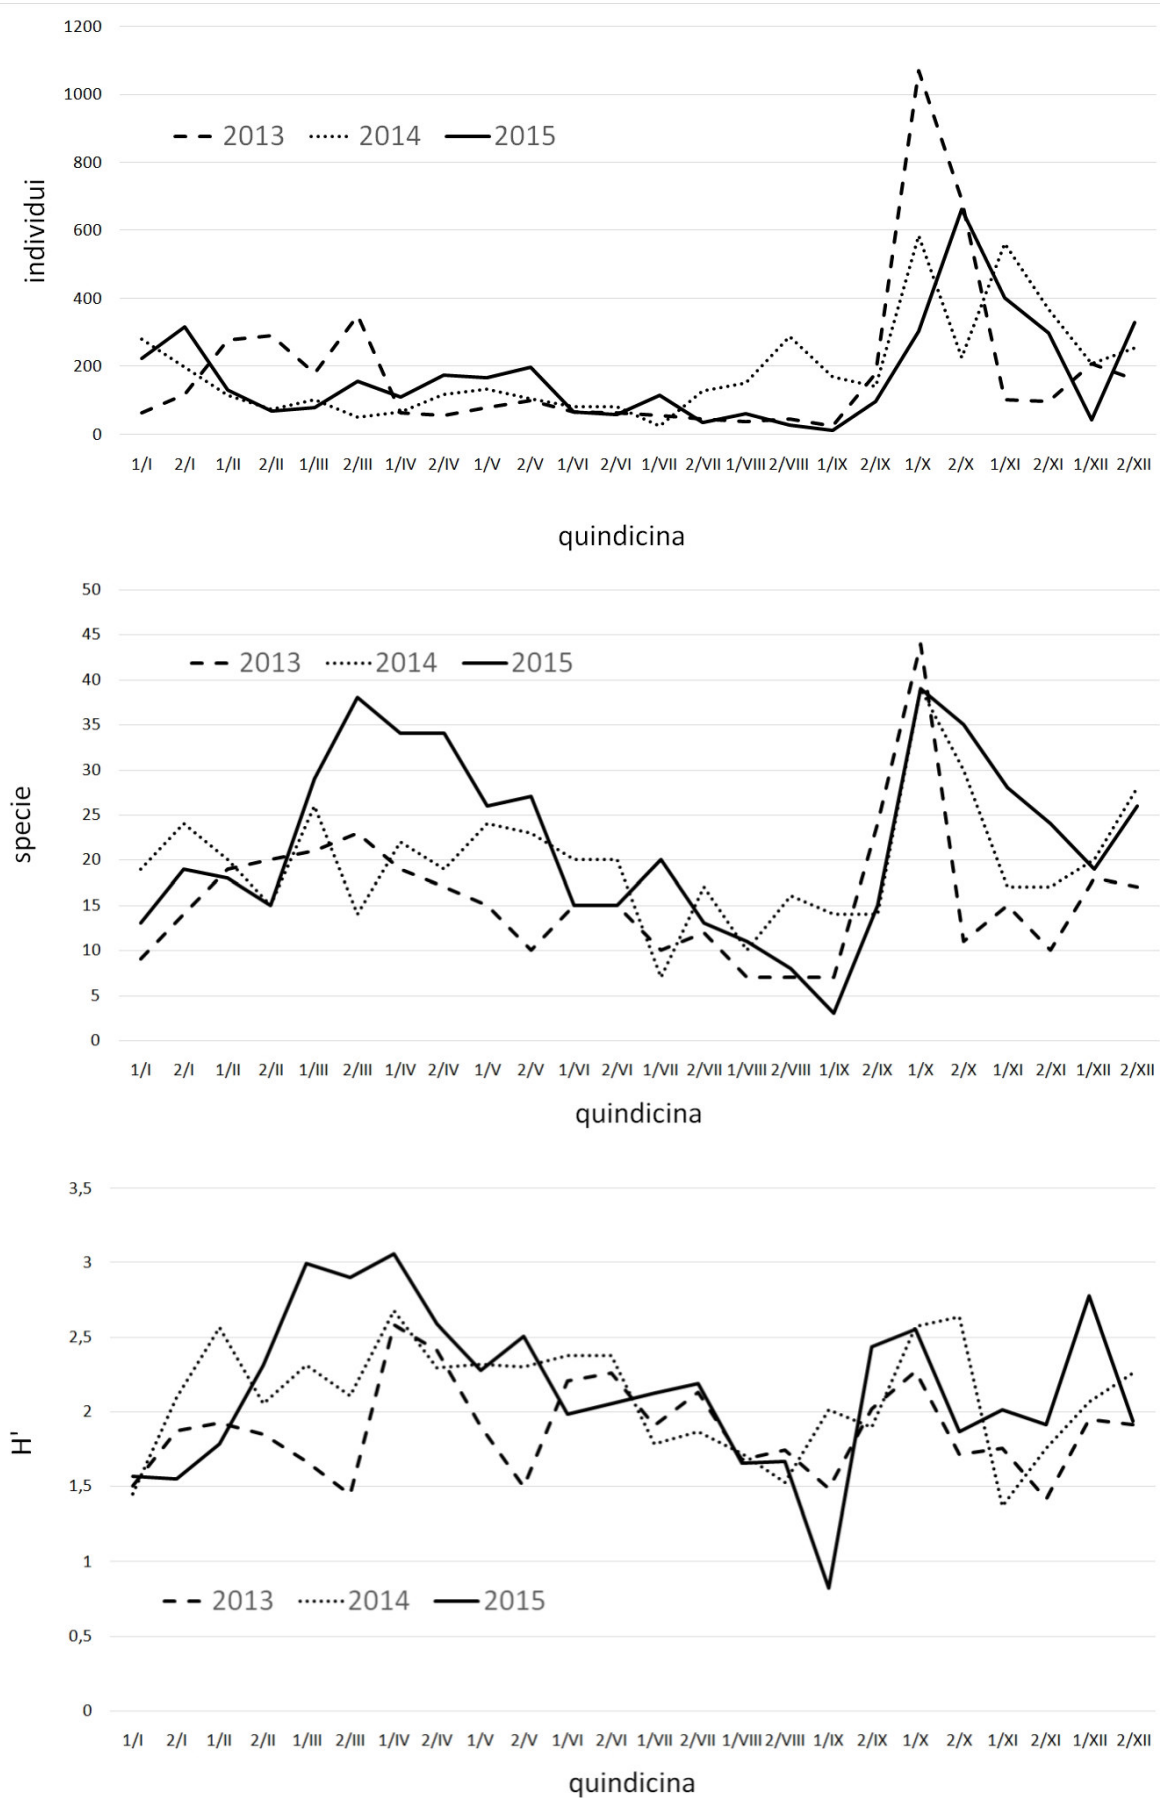 1200
1000
800
600
400
200
0
individui
2013 2014 2015
1/I 2/I 1/II 2/II 1/III 2/III 1/IV 2/IV 1/V 2/V 1/VI 2/VI 1/VII 2/VII 1/VIII 2/VIII 1/IX 2/IX 1/X 2/X 1/XI 2/XI 1/XII 2/XII
quindicina
50
45
40
35
30
25
20
15
10
5
0
specie
2013 2014 2015
1/I 2/I 1/II 2/II 1/III 2/III 1/IV 2/IV 1/V 2/V 1/VI 2/VI 1/VII 2/VII 1/VIII 2/VIII 1/IX 2/IX 1/X 2/X 1/XI 2/XI 1/XII 2/XII
quindicina
3,5
3
2,5
2
1,5
1
0,5
0
H'
2013 2014 2015
1/I 2/I 1/II 2/II 1/III 2/III 1/IV 2/IV 1/V 2/V 1/VI 2/VI 1/VII 2/VII 1/VIII 2/VIII 1/IX 2/IX 1/X 2/X 1/XI 2/XI 1/XII 2/XII
quindicina